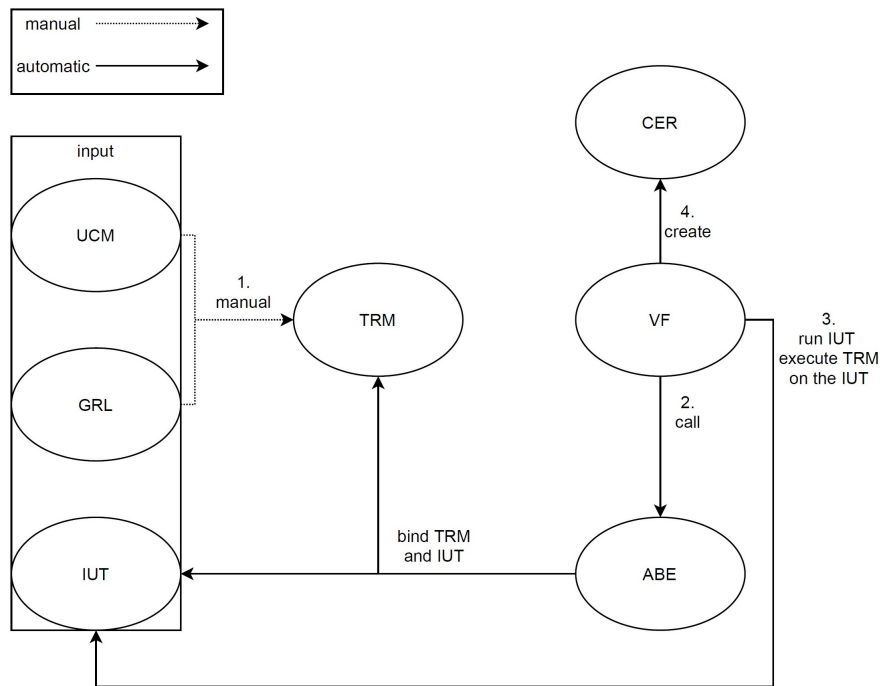 manual
automatic
input
UCM
GRL
IUT
1.
manual
TRM
CER
4.
create
VF
3.
run IUT
execute TRM
on the IUT
2.
call
bind TRM
and IUT
ABE